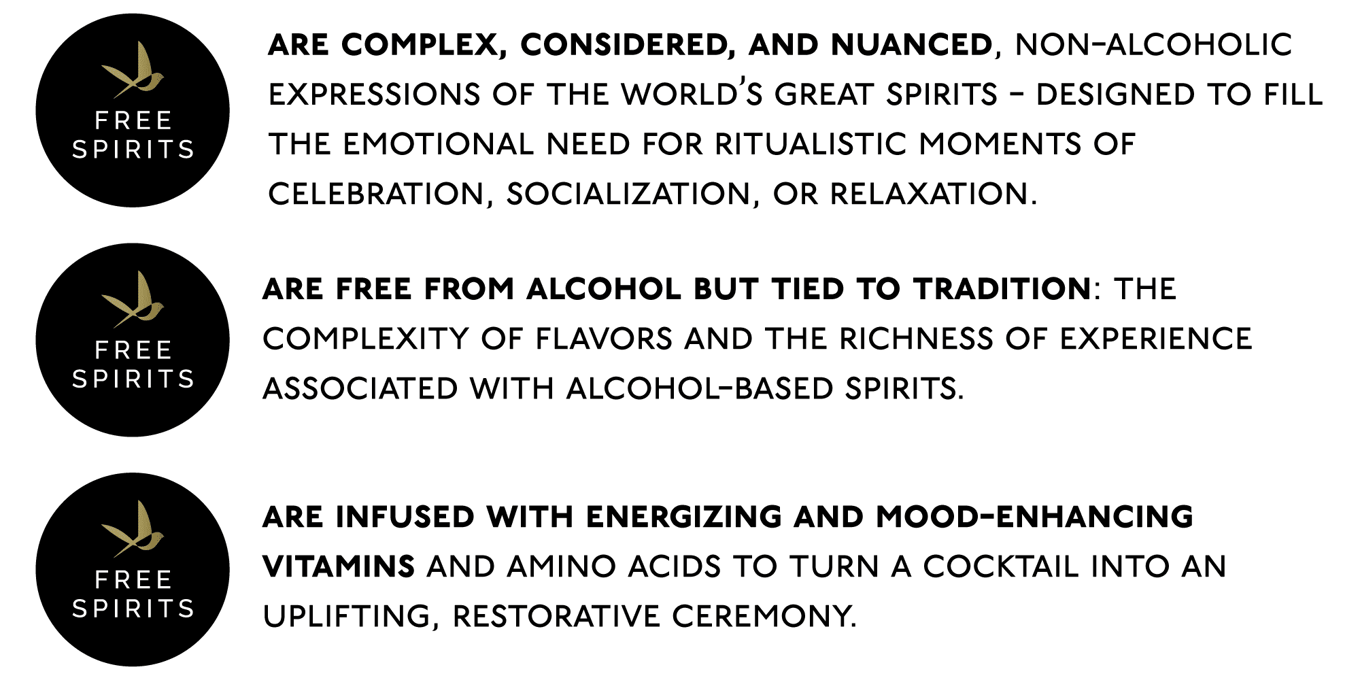 FREE
SPIRITS
ARE COMPLEX, CONSIDERED, AND NUANCED, NON-ALCOHOLIC
EXPRESSIONS OF THE WORLD'S GREAT SPIRITS - DESIGNED TO FILL
THE EMOTIONAL NEED FOR RITUALISTIC MOMENTS OF
CELEBRATION, SOCIALIZATION, OR RELAXATION.
FREE
SPIRITS
ARE FREE FROM ALCOHOL BUT TIED TO TRADITION: THE
COMPLEXITY OF FLAVORS AND THE RICHNESS OF EXPERIENCE
ASSOCIATED WITH ALCOHOL-BASED SPIRITS.
FREE
SPIRITS
ARE INFUSED WITH ENERGIZING AND MOOD-ENHANCING
VITAMINS AND AMINO ACIDS TO TURN A COCKTAIL INTO AN
UPLIFTING, RESTORATIVE CEREMONY.